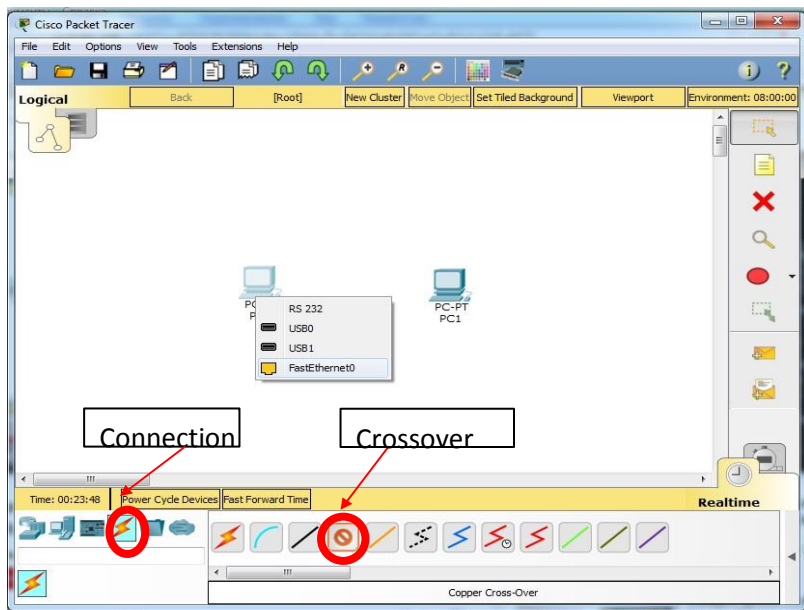 Cisco Packet Tracer
File Edit Options View Tools Extensions Help
Logical Back [Root] New Cluster Move Object Set Tiled Background Viewport Environment: 08:00:00
RS 232
USB0
USB1
FastEthernet0
PC-PT
PC1
Connection
Crossover
Time: 00:23:48 Power Cycle Devices Fast Forward Time
Realtime
Copper Cross-Over